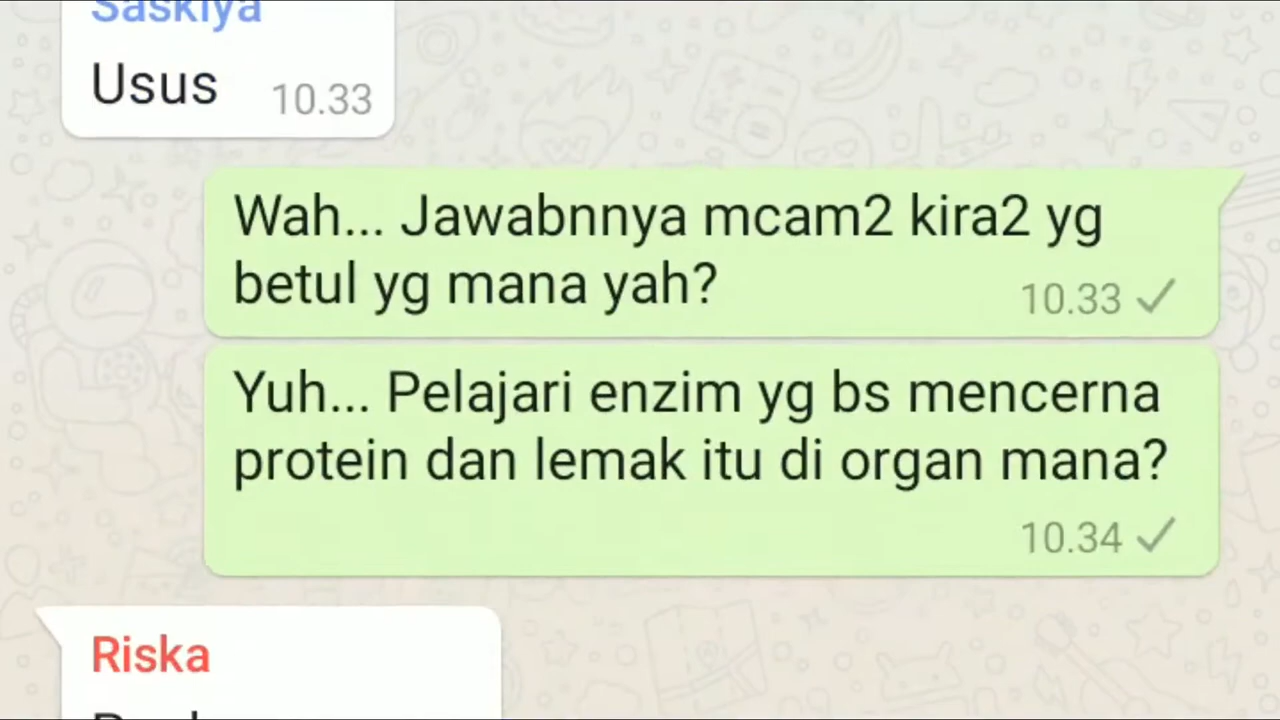 Saskiya
Usus 10.33
Wah... Jawabnnya mcam2 kira2 yg
betul yg mana yah?
10.33
Yuh... Pelajari enzim yg bs mencerna
protein dan lemak itu di organ mana?
10.34
Riska